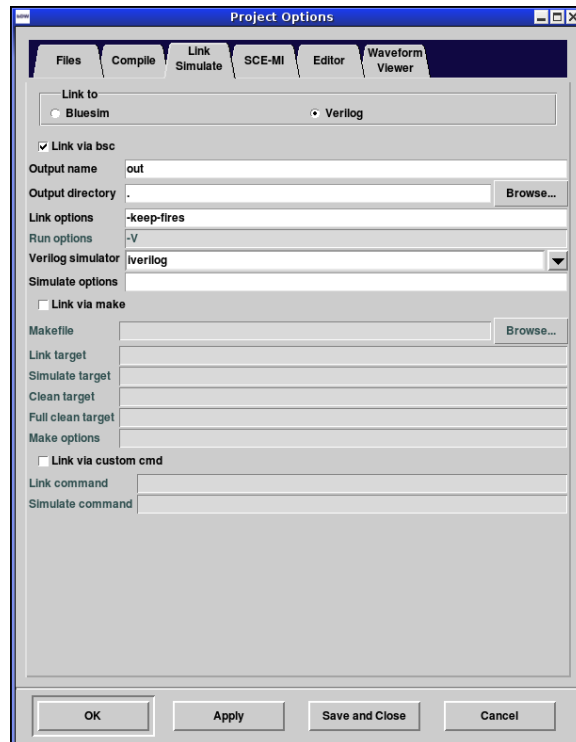 Project Options
Files Compile Link Simulate SCE-MI Editor Waveform Viewer
Link to
Bluesim Verilog
Link via bsc
Output name out
Output directory . Browse...
Link options -keep-fires
Run options -V
Verilog simulator iverilog
Simulate options
Link via make
Makefile Browse...
Link target
Simulate target
Clean target
Full clean target
Make options
Link via custom cmd
Link command
Simulate command
OK Apply Save and Close Cancel